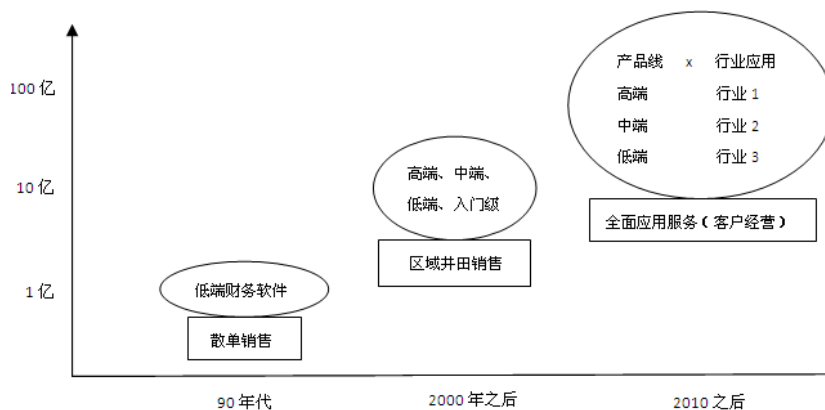 100 亿
10 亿
1 亿
产品线 x 行业应用
高端 行业 1
中端 行业 2
低端 行业 3
全面应用服务（客户经营）
高端、中端、
低端、入门级
区域井田销售
低端财务软件
散单销售
90 年代
2000 年之后
2010 之后